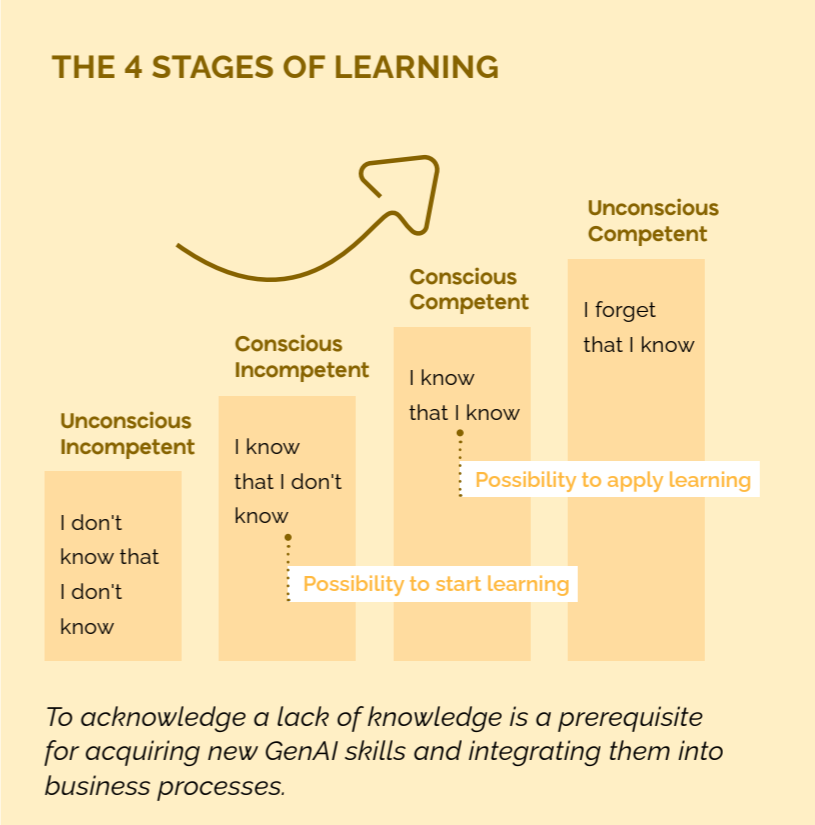 THE 4 STAGES OF LEARNING
Unconscious
Incompetent
I don't
know that
I don't
know
Conscious
Incompetent
I know
that I don't
know
Possibility to start learning
Conscious
Competent
I know
that I know
Possibility to apply learning
Unconscious
Competent
I forget
that I know
To acknowledge a lack of knowledge is a prerequisite
for acquiring new GenAI skills and integrating them into
business processes.